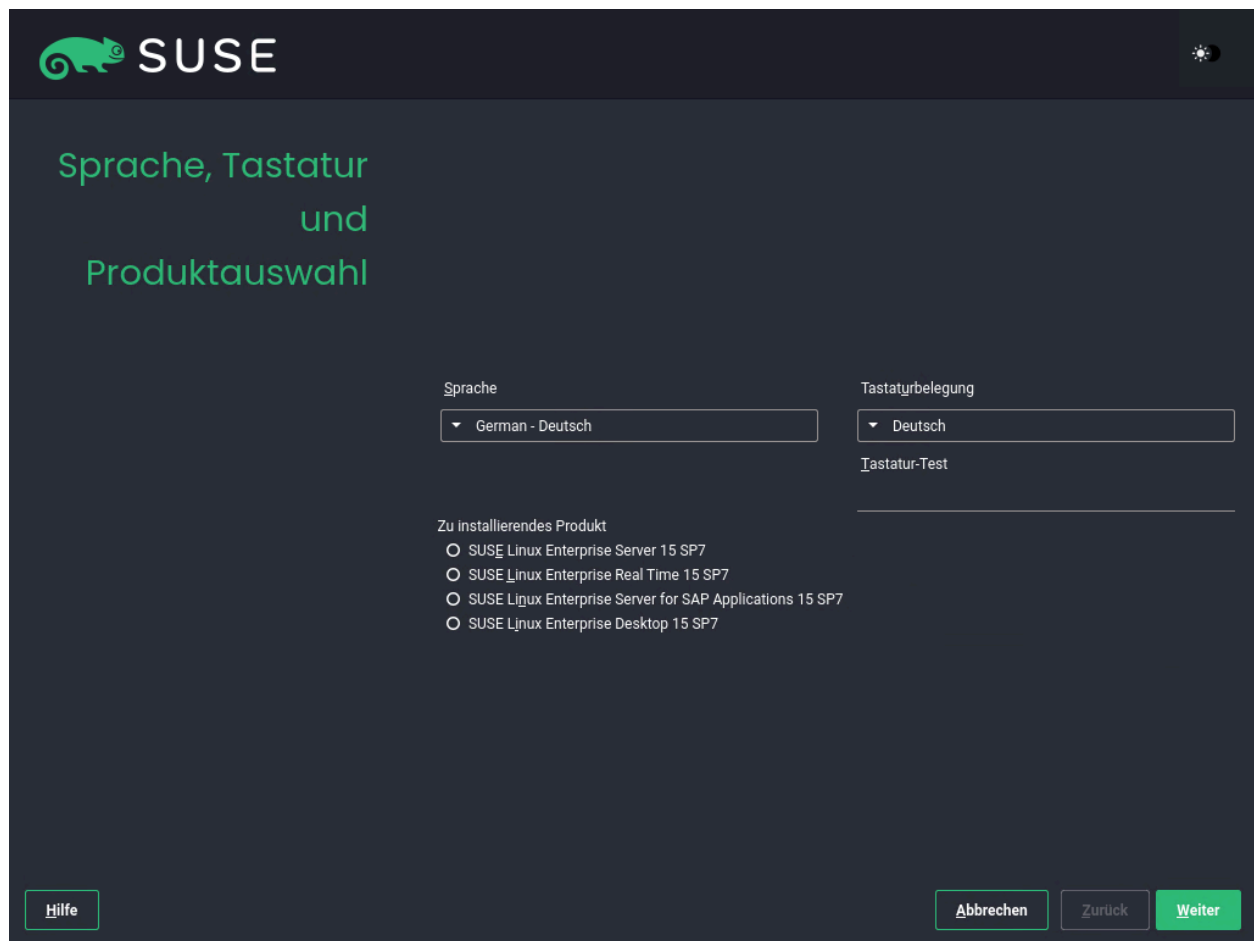 SUSE
Sprache, Tastatur
und
Produktauswahl
Sprache
Tastaturbelegung
German - Deutsch
Deutsch
Tastatur-Test
Zu installierendes Produkt
SUSE Linux Enterprise Server 15 SP7
SUSE Linux Enterprise Real Time 15 SP7
SUSE Linux Enterprise Server for SAP Applications 15 SP7
SUSE Linux Enterprise Desktop 15 SP7
Hilfe
Abbrechen
Zurück
Weiter